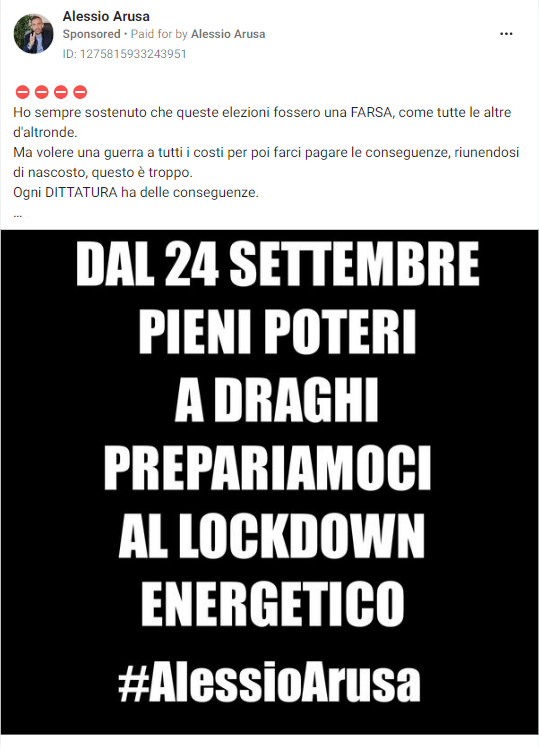 Alessio Arusa
Sponsored • Paid for by Alessio Arusa
ID: 1275815933243951
⛔⛔⛔⛔
Ho sempre sostenuto che queste elezioni fossero una FARSA, come tutte le altre
d'altronde.
Ma volere una guerra a tutti i costi per poi farci pagare le conseguenze, riunendosi
di nascosto, questo è troppo.
Ogni DITTATURA ha delle conseguenze.
...
DAL 24 SETTEMBRE
PIENI POTERI
A DRAGHI
PREPARIAMOCI
AL LOCKDOWN
ENERGETICO
#AlessioArusa